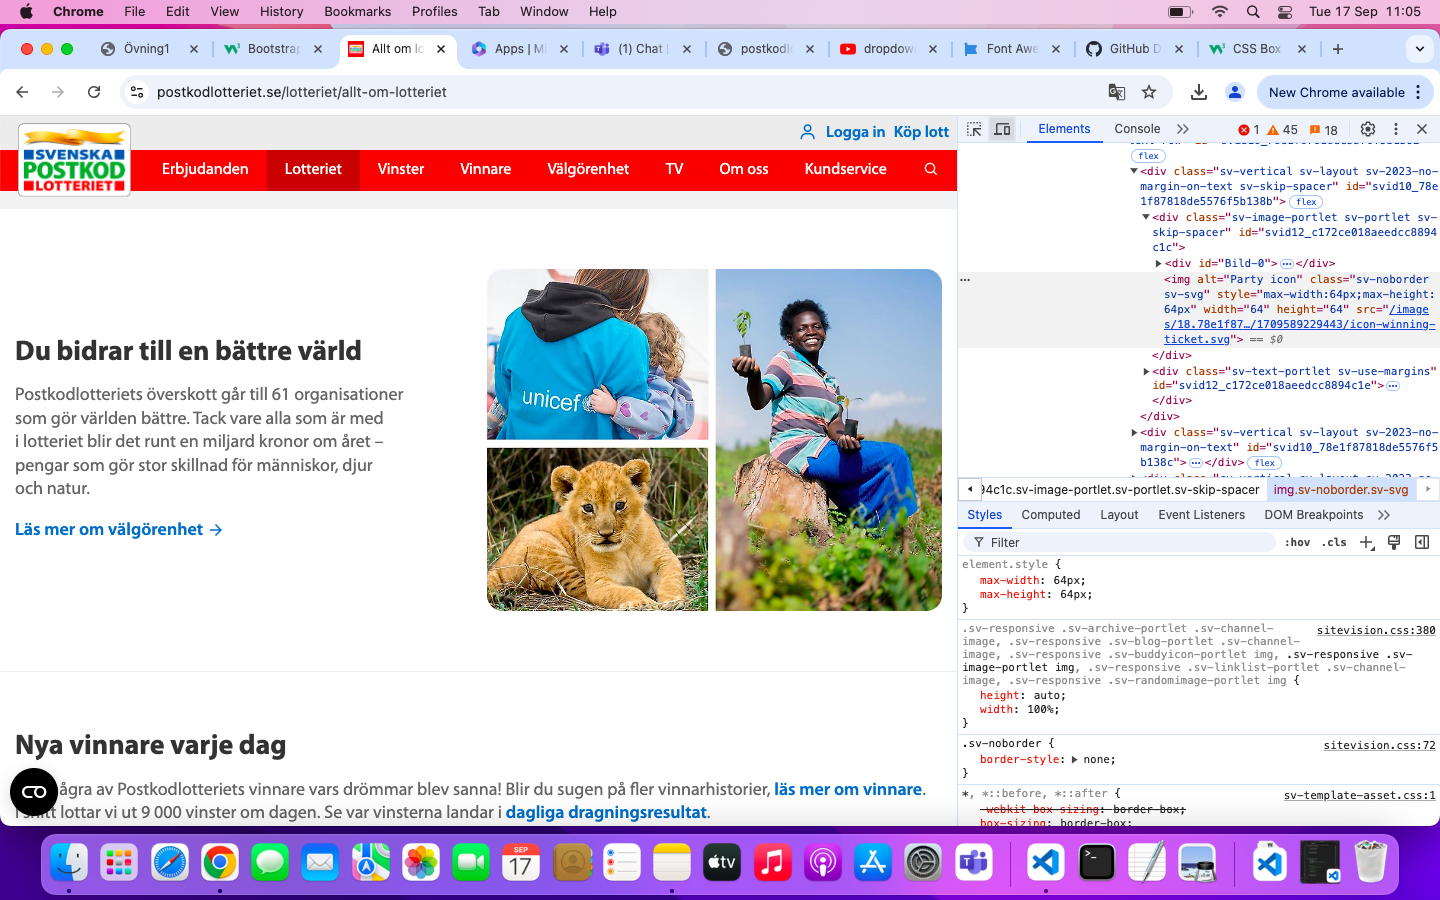 Chrome File Edit View History Bookmarks Profiles Tab Window Help Tue 17 Sep 11:05
Övning1 Bootstrap Allt om lo Apps | Mi (1) Chat | postkodlo youtube dropdow Font Awe GitHub D CSS Box
postkodlotteriet.se/lotteriet/allt-om-lotteriet New Chrome available
Logga in Köp lott
SVENSKA
POSTKOD
LOTTERIET
Erbjudanden Lotteriet Vinster Vinnare Välgörenhet TV Om oss Kundservice
Du bidrar till en bättre värld
Postkodlotteriets överskott går till 61 organisationer
som gör världen bättre. Tack vare alla som är med
i lotteriet blir det runt en miljard kronor om året –
pengar som gör stor skillnad för människor, djur
och natur.
Läs mer om välgörenhet →
unicef
Nya vinnare varje dag
ågra av Postkodlotteriets vinnare vars drömmar blev sanna! Blir du sugen på fler vinnarhistorier, läs mer om vinnare.
i snitt lottar vi ut 9 000 vinster om dagen. Se var vinsterna landar i dagliga dragningsresultat.
Elements Console 1 45 18
flex
<div class="sv-vertical sv-layout sv-2023-no-
margin-on-text sv-skip-spacer" id="svid10_78e
1f87818de5576f5b138b"> flex
<div class="sv-image-portlet sv-portlet sv-
skip-spacer" id="svid12_c172ce018aeedcc8894
c1c">
<div id="Bild-0"> … </div>
<img alt="Party icon" class="sv-noborder
sv-svg" style="max-width:64px;max-height:
64px" width="64" height="64" src="/image
s/18.78e1f87…/1709589229443/icon-winning-
ticket.svg"> == $0
</div>
<div class="sv-text-portlet sv-use-margins"
id="svid12_c172ce018aeedcc8894c1e"> …
</div>
</div>
<div class="sv-vertical sv-layout sv-2023-no-
margin-on-text" id="svid10_78e1f87818de5576f5
b138c"> … </div> flex
94c1c.sv-image-portlet.sv-portlet.sv-skip-spacer img.sv-noborder.sv-svg
Styles Computed Layout Event Listeners DOM Breakpoints
Filter :hov .cls
element.style {
max-width: 64px;
max-height: 64px;
}
.sv-responsive .sv-archive-portlet .sv-channel- sitevision.css:380
image, .sv-responsive .sv-blog-portlet .sv-channel-
image, .sv-responsive .sv-buddyicon-portlet img, .sv-responsive .sv-
image-portlet img, .sv-responsive .sv-linklist-portlet .sv-channel-
image, .sv-responsive .sv-randomimage-portlet img {
height: auto;
width: 100%;
}
.sv-noborder { sitevision.css:72
border-style: none;
}
*, *::before, *::after { sv-template-asset.css:1
-webkit-box-sizing: border-box;
box-sizing: border-box;
SEP
17
tv